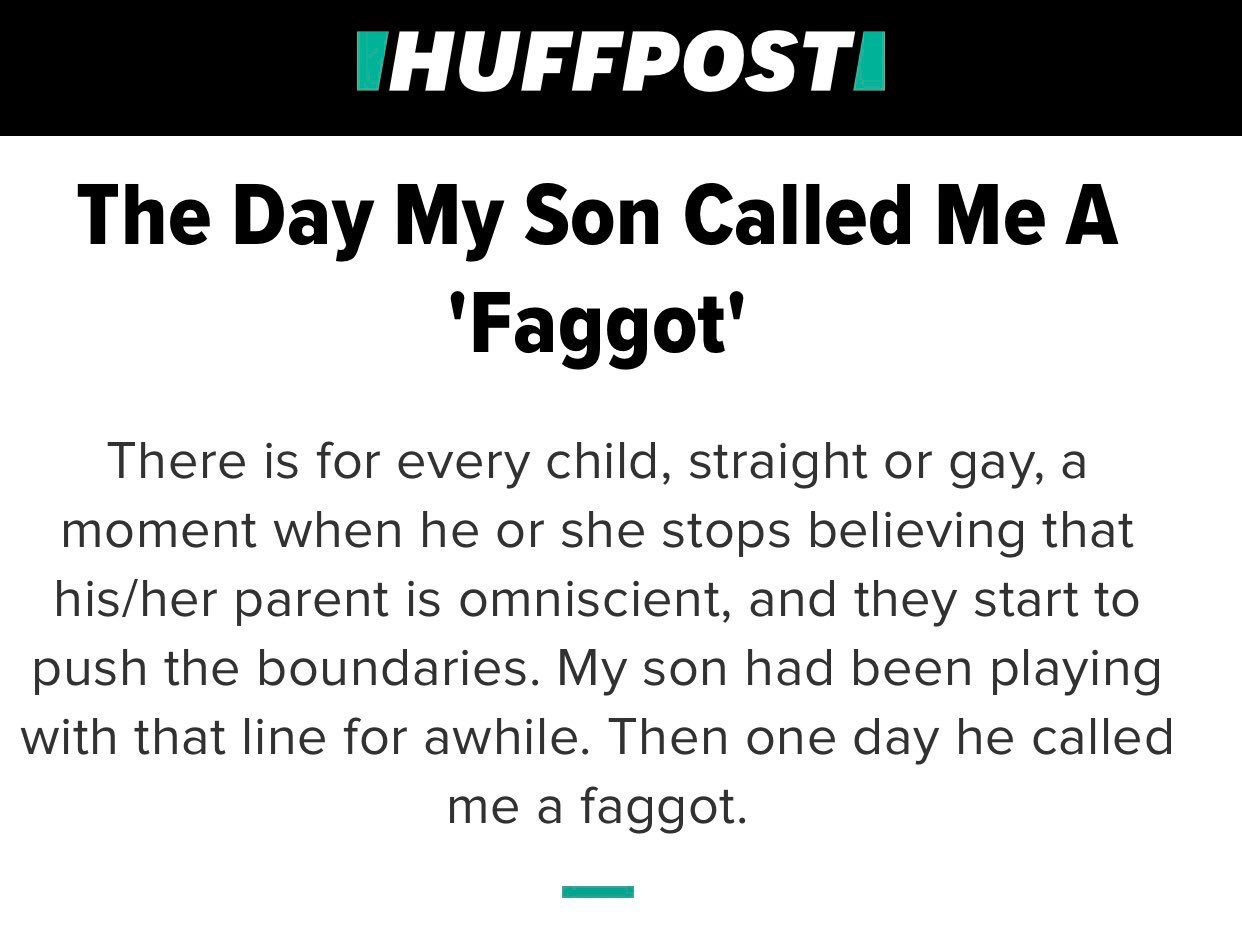 HUFFPOST
The Day My Son Called Me A
'Faggot'
There is for every child, straight or gay, a
moment when he or she stops believing that
his/her parent is omniscient, and they start to
push the boundaries. My son had been playing
with that line for awhile. Then one day he called
me a faggot.